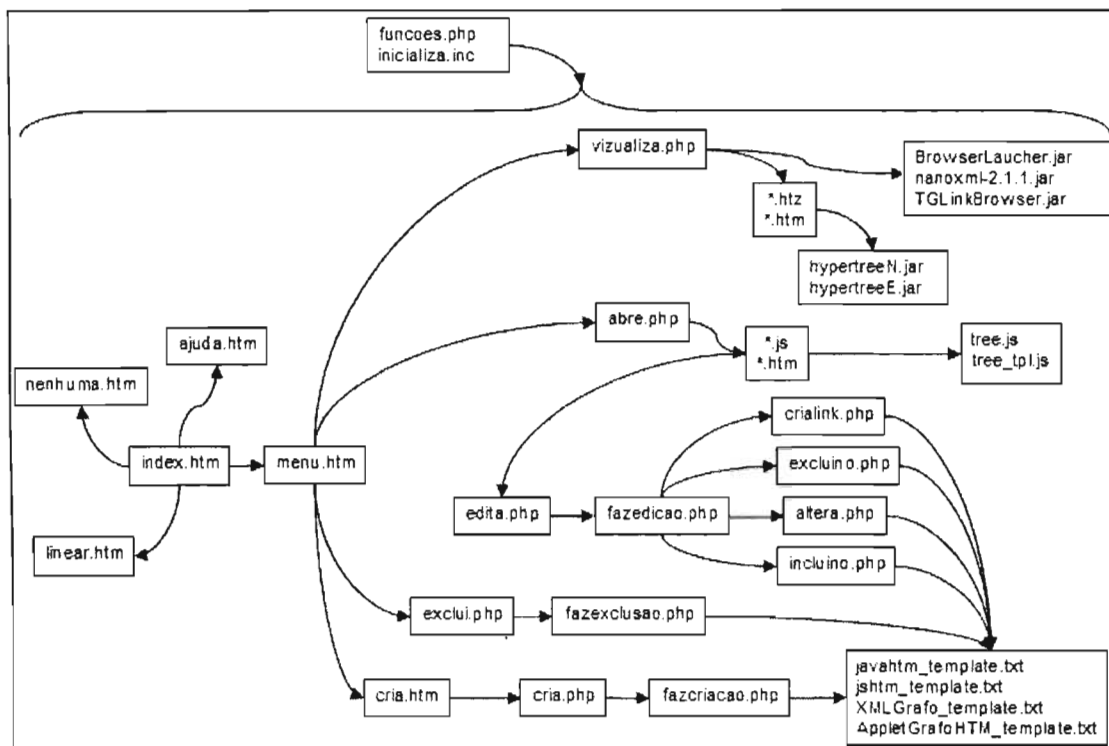 funcoes.php
inicializa.inc
vizualiza.php
BrowserLaucher.jar
nanoxml-2.1.1.jar
TGLinkBrowser.jar
*.htz
*.htm
hypertreeN.jar
hypertreeE.jar
abre.php
*.js
*.htm
tree.js
tree_tpl.js
ajuda.htm
nenhuma.htm
index.htm
menu.htm
linear.htm
crialink.php
excluino.php
edita.php
fazedicao.php
altera.php
incluino.php
exclui.php
fazexclusao.php
cria.htm
cria.php
fazcriacao.php
javahtm_template.txt
jshtm_template.txt
XMLGrafo_template.txt
AppletGrafoHTM_template.txt